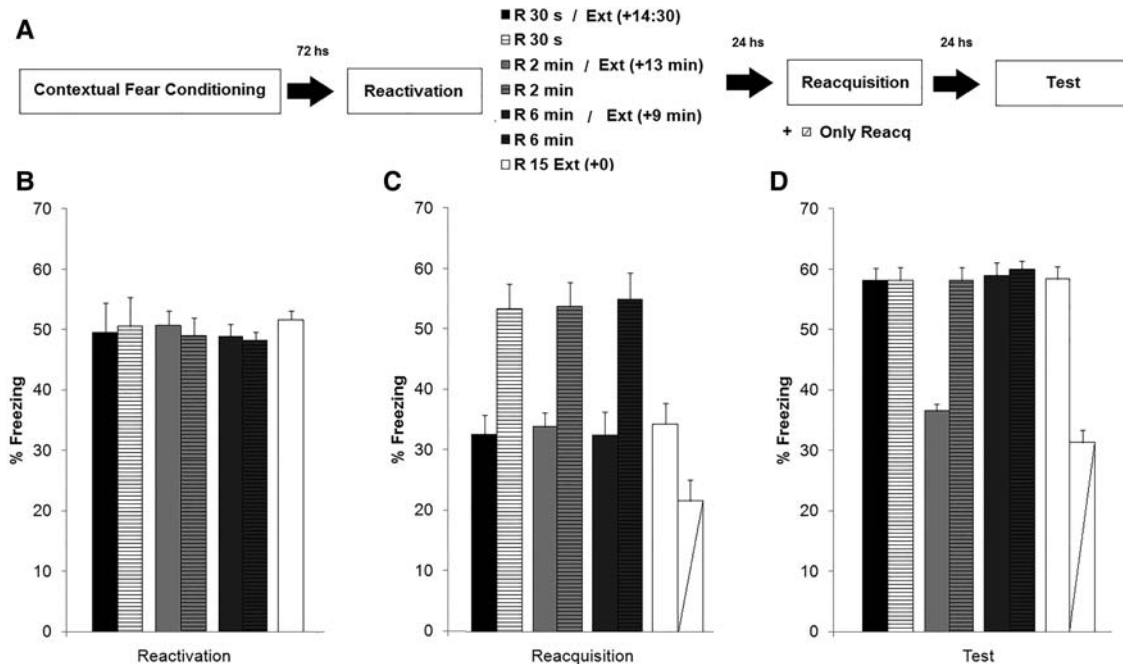 A
72 hs
Contextual Fear Conditioning
Reactivation
R 30 s / Ext (+14:30)
R 30 s
R 2 min / Ext (+13 min)
R 2 min
R 6 min / Ext (+9 min)
R 6 min
R 15 Ext (+0)
24 hs
Reacquisition
+ Only Reacq
24 hs
Test
B
% Freezing
70
60
50
40
30
20
10
0
Reactivation
C
% Freezing
70
60
50
40
30
20
10
0
Reacquisition
D
% Freezing
70
60
50
40
30
20
10
0
Test